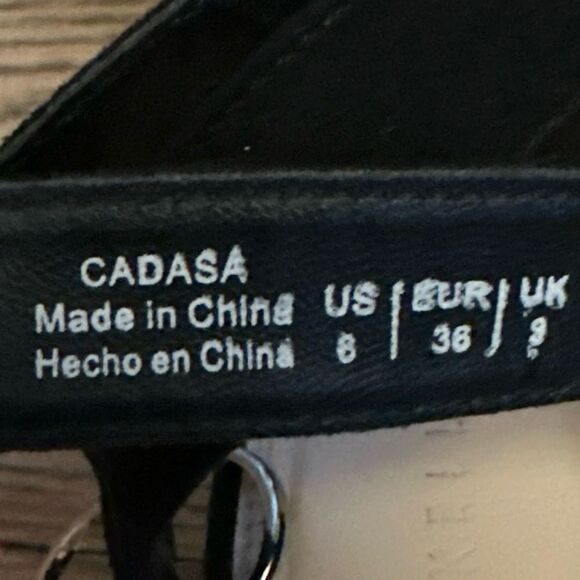 CADASA
Made in China
Hecho en China
US | EUR | UK
6 | 36 |